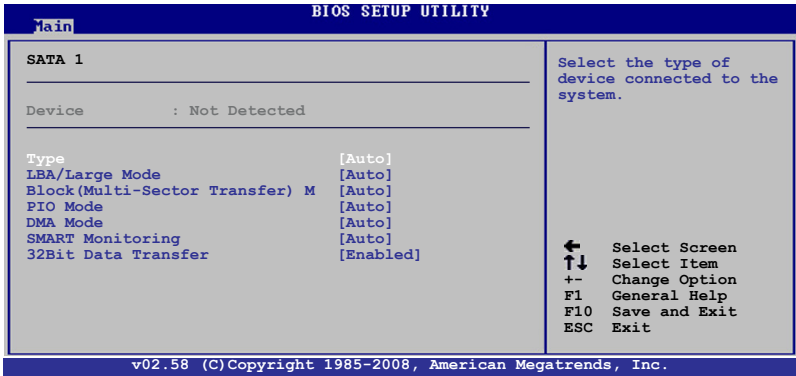 BIOS SETUP UTILITY
Main
SATA 1
Device : Not Detected
Type [Auto]
LBA/Large Mode [Auto]
Block(Multi-Sector Transfer) M [Auto]
PIO Mode [Auto]
DMA Mode [Auto]
SMART Monitoring [Auto]
32Bit Data Transfer [Enabled]
Select the type of
device connected to the
system.
← Select Screen
↑↓ Select Item
+- Change Option
F1 General Help
F10 Save and Exit
ESC Exit
v02.58 (C)Copyright 1985-2008, American Megatrends, Inc.